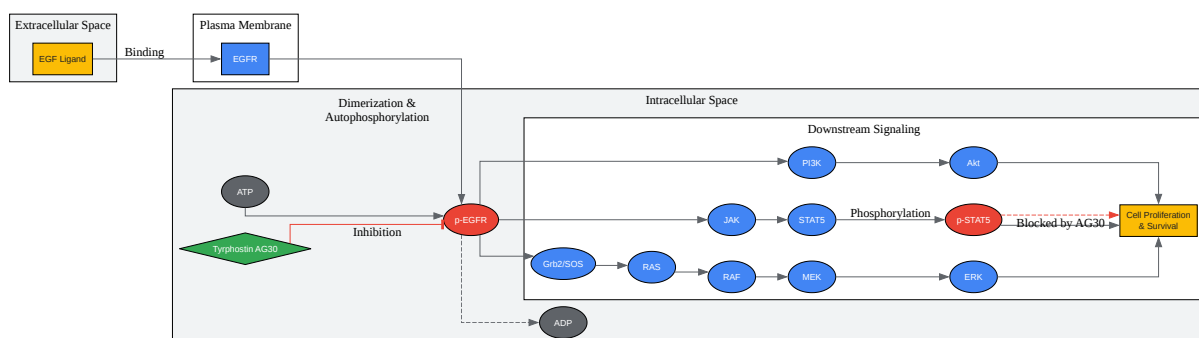 Extracellular Space
Plasma Membrane
EGF Ligand
Binding
EGFR
Intracellular Space
Dimerization &
Autophosphorylation
Downstream Signaling
PI3K
Akt
ATP
p-EGFR
JAK
STAT5
Phosphorylation
p-STAT5
Blocked by AG30
Cell Proliferation
& Survival
Tyrphostin AG30
Inhibition
Grb2/SOS
RAS
RAF
MEK
ERK
ADP